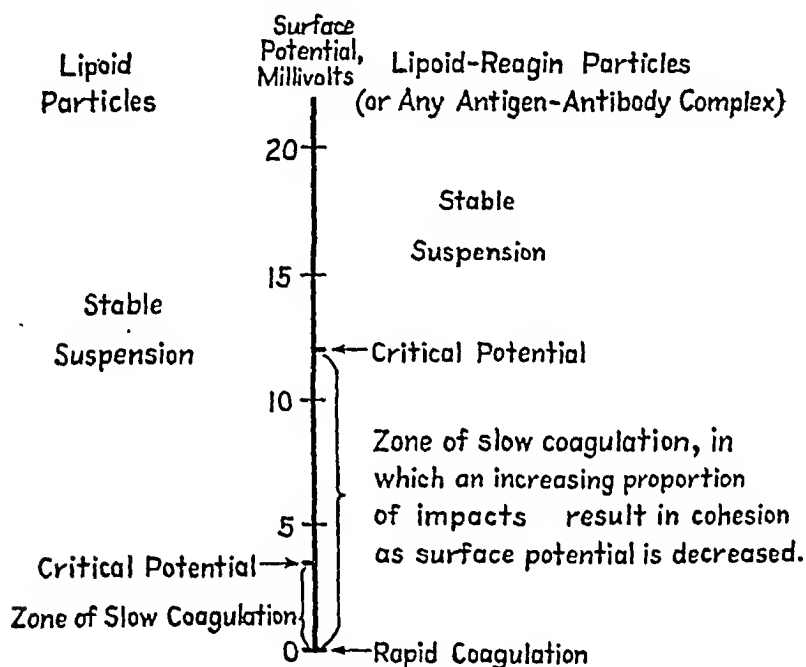 Surface
Potential,
Millivolts
Lipoid
Particles
Lipoid-Reagin Particles
(or Any Antigen-Antibody Complex)
20
Stable
Suspension
15
Stable
Suspension
Critical Potential
10
Zone of slow coagulation, in
which an increasing proportion
of impacts result in cohesion
as surface potential is decreased.
5
Critical Potential
Zone of Slow Coagulation
0
Rapid Coagulation